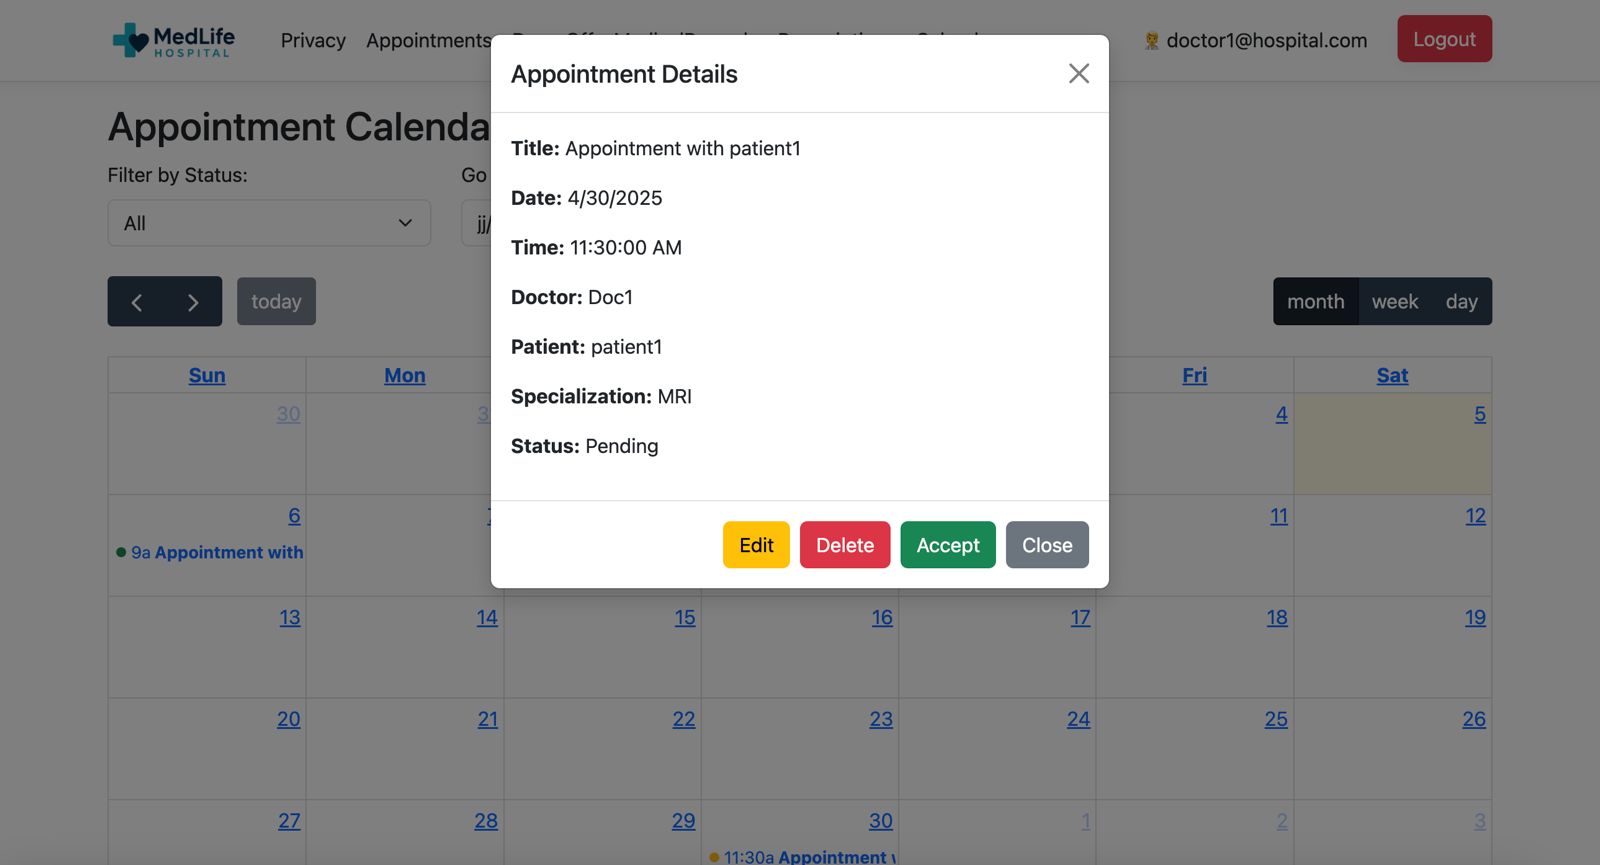 MedLife
HOSPITAL
Privacy
Appointments
doctor1@hospital.com
Logout
Appointment Details
Appointment Calenda
Filter by Status:
Go
All
jj/
Title: Appointment with patient1
Date: 4/30/2025
Time: 11:30:00 AM
Doctor: Doc1
Patient: patient1
Specialization: MRI
Status: Pending
Edit
Delete
Accept
Close
today
month
week
day
Sun
Mon
Fri
Sat
30
4
5
6
11
12
9a Appointment with
13
14
15
16
17
18
19
20
21
22
23
24
25
26
27
28
29
30
1
2
3
11:30a Appointment